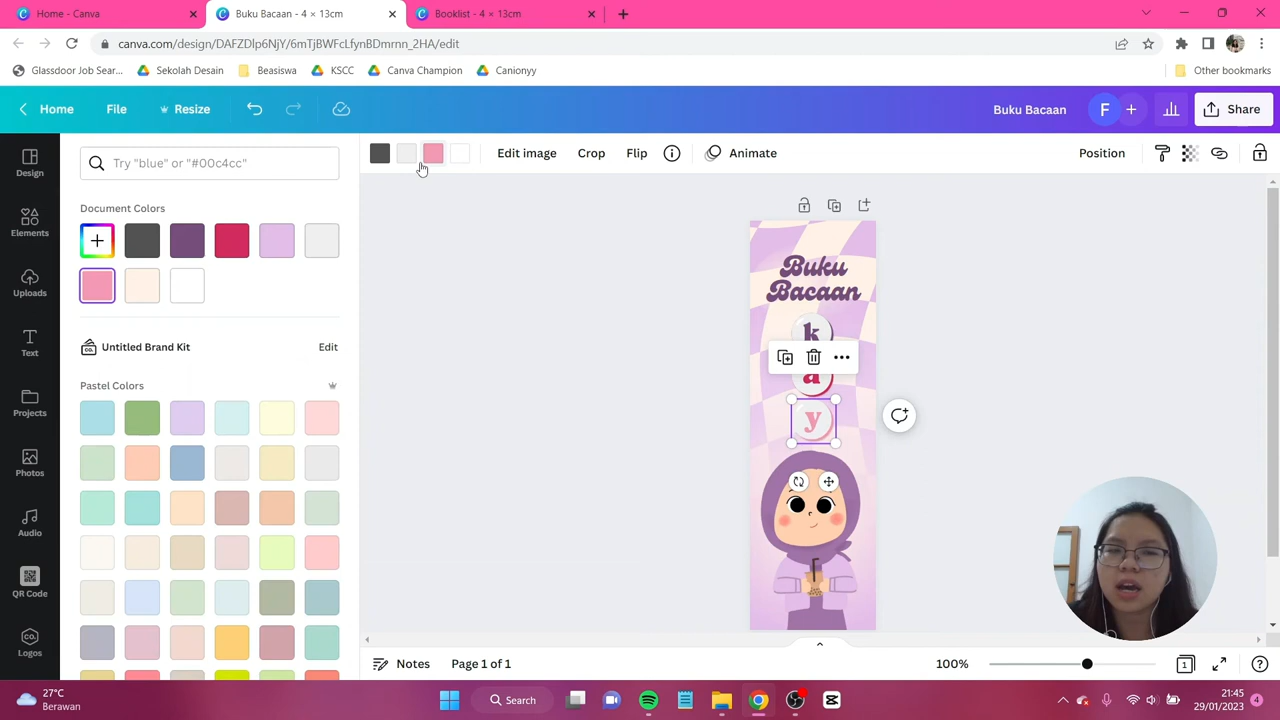 Home - Canva
Buku Bacaan - 4 × 13cm
Booklist - 4 × 13cm
canva.com/design/DAFZDlp6NjY/6mTjBWFcLfynBDmrnn_2HA/edit
Glassdoor Job Sear...
Sekolah Desain
Beasiswa
KSCC
Canva Champion
Canionyy
Other bookmarks
Home
File
Resize
Buku Bacaan
F
Share
Design
Elements
Uploads
Text
Projects
Photos
Audio
QR Code
Logos
Try "blue" or "#00c4cc"
Document Colors
Untitled Brand Kit
Edit
Pastel Colors
Edit image
Crop
Flip
Animate
Position
Buku
Bacaan
k
a
y
Notes
Page 1 of 1
100%
1
27°C
Berawan
Search
21:45
29/01/2023
4